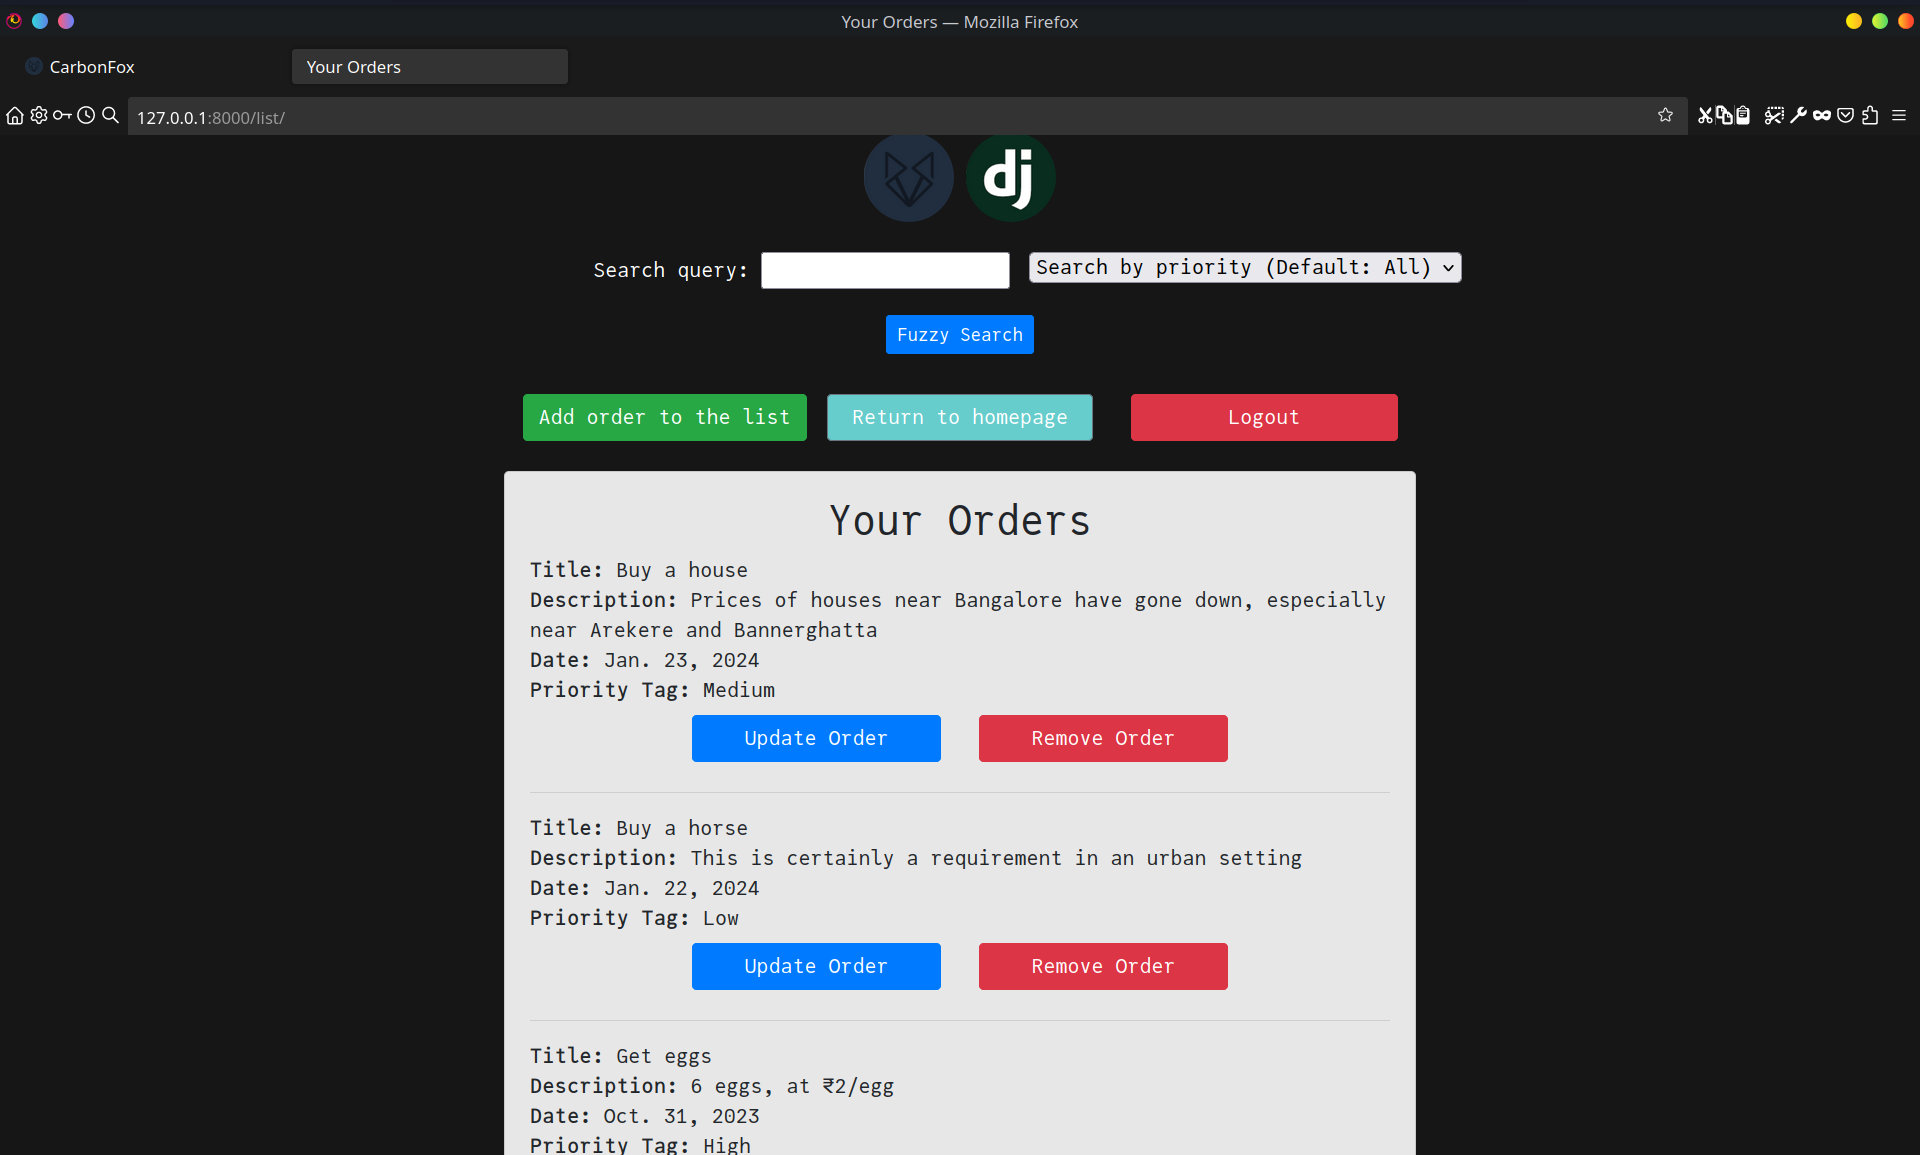 Your Orders — Mozilla Firefox
CarbonFox
Your Orders
127.0.0.1:8000/list/
dj
Search query:
Search by priority (Default: All)
Fuzzy Search
Add order to the list
Return to homepage
Logout
Your Orders
Title: Buy a house
Description: Prices of houses near Bangalore have gone down, especially
near Arekere and Bannerghatta
Date: Jan. 23, 2024
Priority Tag: Medium
Update Order
Remove Order
Title: Buy a horse
Description: This is certainly a requirement in an urban setting
Date: Jan. 22, 2024
Priority Tag: Low
Update Order
Remove Order
Title: Get eggs
Description: 6 eggs, at ₹2/egg
Date: Oct. 31, 2023
Priority Tag: High